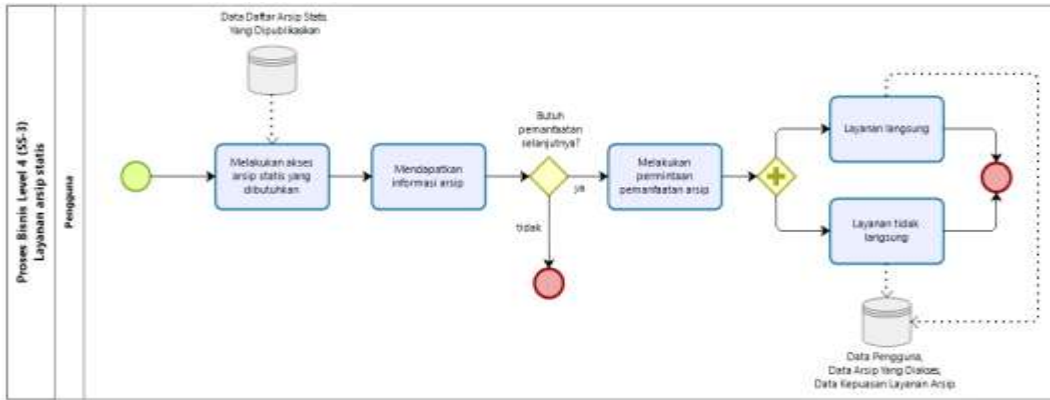 Proses Bisnis Level 4 (SS-3)
Layanan arsip statis
Pengguna
Data Daftar Arsip Statis
Yang Dipublikasikan
Melakukan akses
arsip statis yang
dibutuhkan
Mendapatkan
informasi arsip
Butuh
pemanfaatan
selanjutnya?
ya
tidak
Melakukan
permintaan
pemanfaatan arsip
Layanan langsung
Layanan tidak
langsung
Data Pengguna,
Data Arsip Yang Diakses,
Data Kepuasan Layanan Arsip